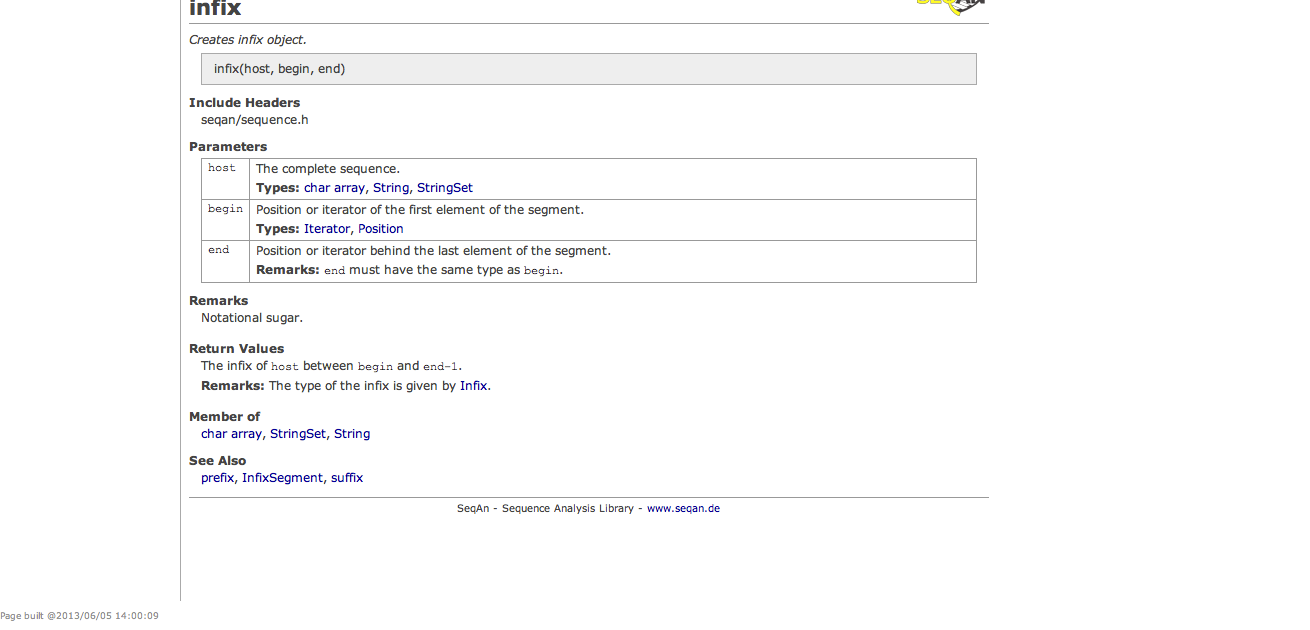 infix
Creates infix object.
infix(host, begin, end)
Include Headers
seqan/sequence.h
Parameters
host
The complete sequence.
Types: char array, String, StringSet
begin
Position or iterator of the first element of the segment.
Types: Iterator, Position
end
Position or iterator behind the last element of the segment.
Remarks: end must have the same type as begin.
Remarks
Notational sugar.
Return Values
The infix of host between begin and end-1.
Remarks: The type of the infix is given by Infix.
Member of
char array, StringSet, String
See Also
prefix, InfixSegment, suffix
SeqAn - Sequence Analysis Library - www.seqan.de
Page built @2013/06/05 14:00:09